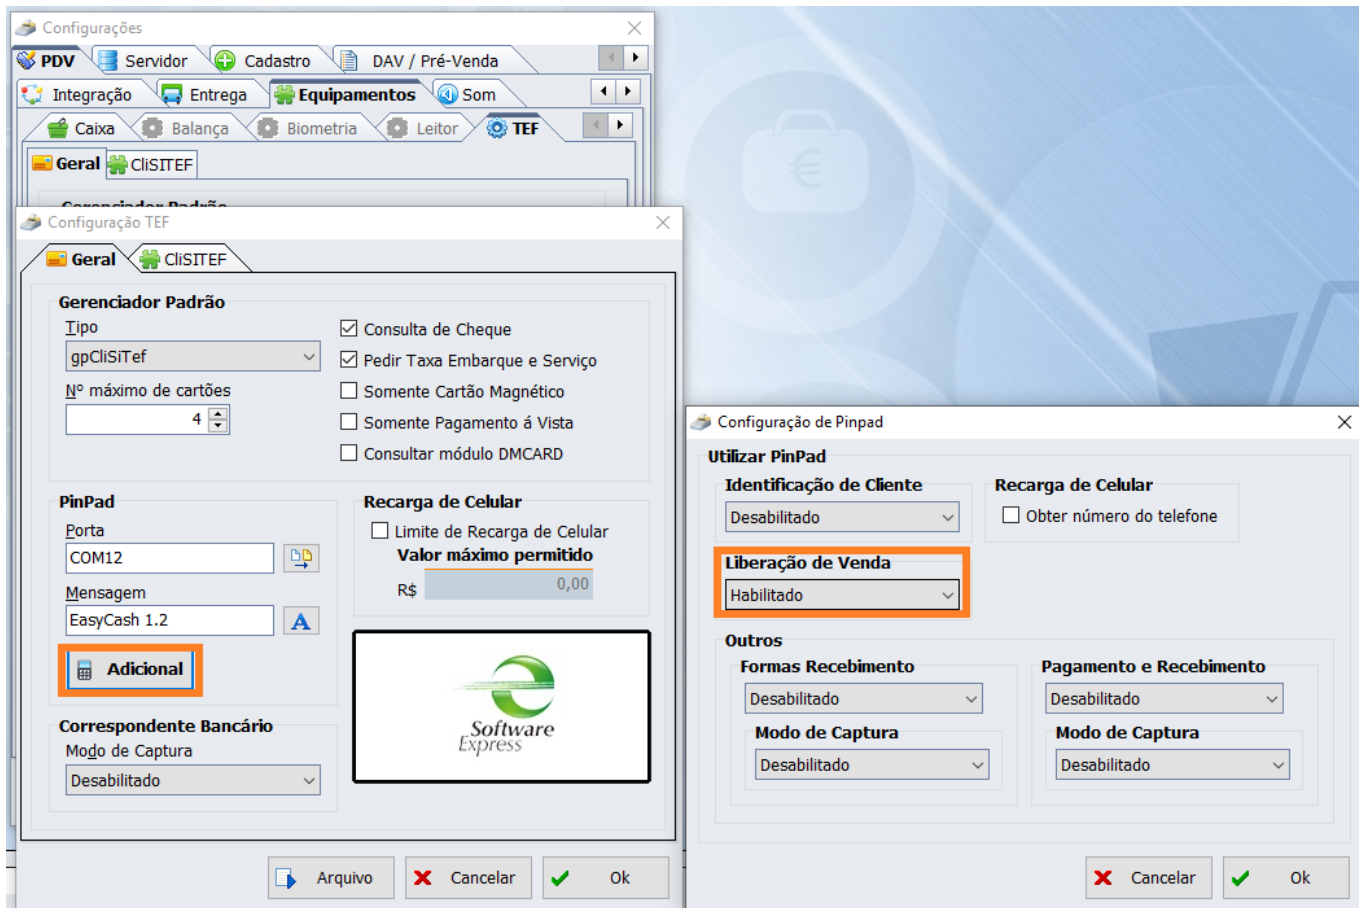 Configurações
PDV Servidor Cadastro DAV / Pré-Venda
Integração Entrega Equipamentos Som
Caixa Balança Biometria Leitor TEF
Geral CliSITEF
Gerenciador Padrão
Configuração TEF
Geral CliSITEF
Gerenciador Padrão
Tipo
gpCliSiTef
Nº máximo de cartões
4
Consulta de Cheque
Pedir Taxa Embarque e Serviço
Somente Cartão Magnético
Somente Pagamento á Vista
Consultar módulo DMCARD
PinPad
Porta
COM12
Mensagem
EasyCash 1.2
A
Adicional
Recarga de Celular
Limite de Recarga de Celular
Valor máximo permitido
R$ 0,00
Correspondente Bancário
Modo de Captura
Desabilitado
Software
Express
Arquivo Cancelar Ok
Configuração de Pinpad
Utilizar PinPad
Identificação de Cliente
Desabilitado
Recarga de Celular
Obter número do telefone
Liberação de Venda
Habilitado
Outros
Formas Recebimento
Desabilitado
Modo de Captura
Desabilitado
Pagamento e Recebimento
Desabilitado
Modo de Captura
Desabilitado
Cancelar Ok
€